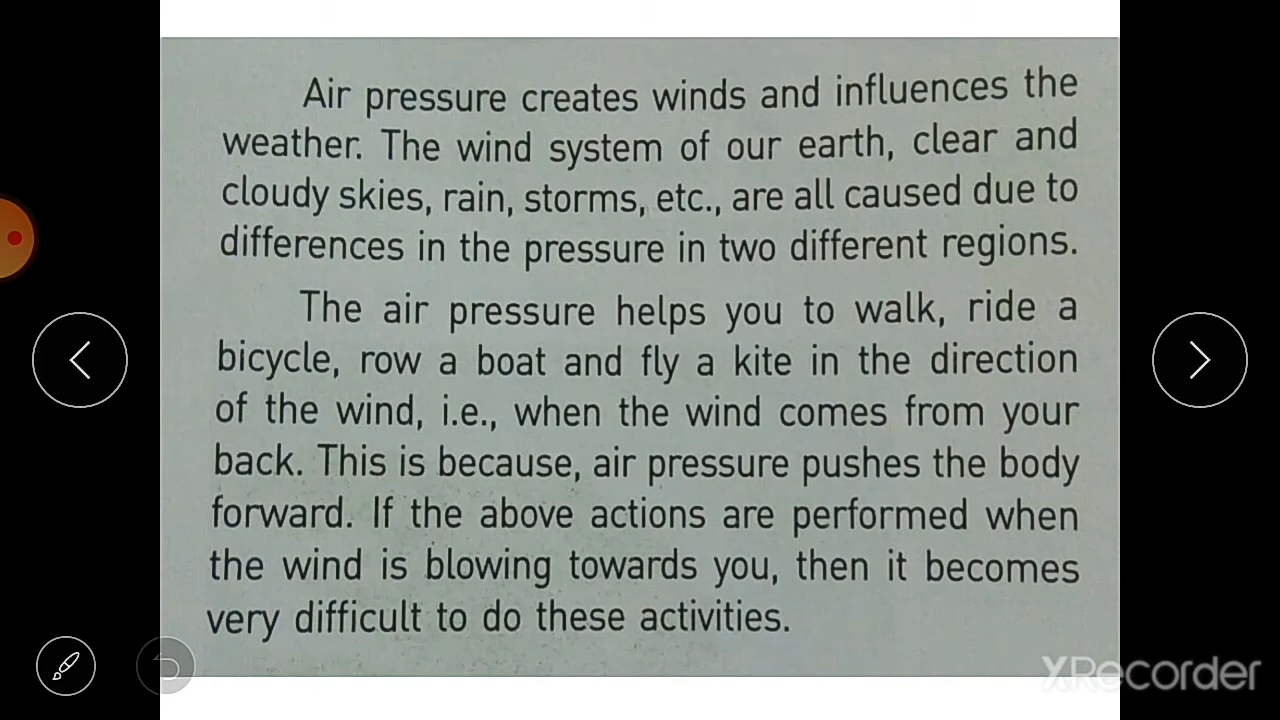 Air pressure creates winds and influences the
weather. The wind system of our earth, clear and
cloudy skies, rain, storms, etc., are all caused due to
differences in the pressure in two different regions.
The air pressure helps you to walk, ride a
bicycle, row a boat and fly a kite in the direction
of the wind, i.e., when the wind comes from your
back. This is because, air pressure pushes the body
forward. If the above actions are performed when
the wind is blowing towards you, then it becomes
very difficult to do these activities.
XRecorder